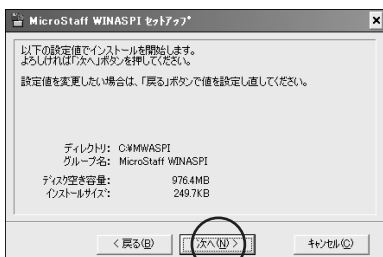 MicroStaff WINASPI ｾｯﾄｱｯﾌﾟ
以下の設定値でインストールを開始します。
よろしければ「次へ」ボタンを押してください。
設定値を変更したい場合は、「戻る」ボタンで値を設定し直してください。
ディレクトリ: C:¥MWASPI
グループ名: MicroStaff WINASPI
ディスク空き容量: 976.4MB
インストールサイズ: 249.7KB
< 戻る(B)
次へ(N) >
ｷｬﾝｾﾙ(C)